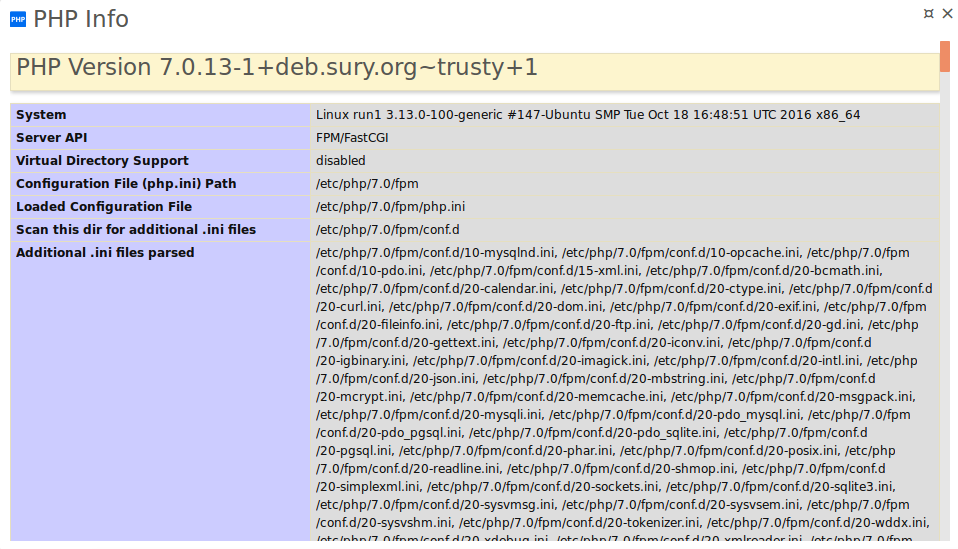 PHP PHP Info
PHP Version 7.0.13-1+deb.sury.org~trusty+1
System Linux run1 3.13.0-100-generic #147-Ubuntu SMP Tue Oct 18 16:48:51 UTC 2016 x86_64
Server API FPM/FastCGI
Virtual Directory Support disabled
Configuration File (php.ini) Path /etc/php/7.0/fpm
Loaded Configuration File /etc/php/7.0/fpm/php.ini
Scan this dir for additional .ini files /etc/php/7.0/fpm/conf.d
Additional .ini files parsed /etc/php/7.0/fpm/conf.d/10-mysqlnd.ini, /etc/php/7.0/fpm/conf.d/10-opcache.ini, /etc/php/7.0/fpm
/conf.d/10-pdo.ini, /etc/php/7.0/fpm/conf.d/15-xml.ini, /etc/php/7.0/fpm/conf.d/20-bcmath.ini,
/etc/php/7.0/fpm/conf.d/20-calendar.ini, /etc/php/7.0/fpm/conf.d/20-ctype.ini, /etc/php/7.0/fpm/conf.d
/20-curl.ini, /etc/php/7.0/fpm/conf.d/20-dom.ini, /etc/php/7.0/fpm/conf.d/20-exif.ini, /etc/php/7.0/fpm
/conf.d/20-fileinfo.ini, /etc/php/7.0/fpm/conf.d/20-ftp.ini, /etc/php/7.0/fpm/conf.d/20-gd.ini, /etc/php
/7.0/fpm/conf.d/20-gettext.ini, /etc/php/7.0/fpm/conf.d/20-iconv.ini, /etc/php/7.0/fpm/conf.d
/20-igbinary.ini, /etc/php/7.0/fpm/conf.d/20-imagick.ini, /etc/php/7.0/fpm/conf.d/20-intl.ini, /etc/php
/7.0/fpm/conf.d/20-json.ini, /etc/php/7.0/fpm/conf.d/20-mbstring.ini, /etc/php/7.0/fpm/conf.d
/20-mcrypt.ini, /etc/php/7.0/fpm/conf.d/20-memcache.ini, /etc/php/7.0/fpm/conf.d/20-msgpack.ini,
/etc/php/7.0/fpm/conf.d/20-mysqli.ini, /etc/php/7.0/fpm/conf.d/20-pdo_mysql.ini, /etc/php/7.0/fpm
/conf.d/20-pdo_pgsql.ini, /etc/php/7.0/fpm/conf.d/20-pdo_sqlite.ini, /etc/php/7.0/fpm/conf.d
/20-pgsql.ini, /etc/php/7.0/fpm/conf.d/20-phar.ini, /etc/php/7.0/fpm/conf.d/20-posix.ini, /etc/php
/7.0/fpm/conf.d/20-readline.ini, /etc/php/7.0/fpm/conf.d/20-shmop.ini, /etc/php/7.0/fpm/conf.d
/20-simplexml.ini, /etc/php/7.0/fpm/conf.d/20-sockets.ini, /etc/php/7.0/fpm/conf.d/20-sqlite3.ini,
/etc/php/7.0/fpm/conf.d/20-sysvmsg.ini, /etc/php/7.0/fpm/conf.d/20-sysvsem.ini, /etc/php/7.0/fpm
/conf.d/20-sysvshm.ini, /etc/php/7.0/fpm/conf.d/20-tokenizer.ini, /etc/php/7.0/fpm/conf.d/20-wddx.ini,
/etc/php/7.0/fpm/conf.d/20-xdebug.ini, /etc/php/7.0/fpm/conf.d/20-xmlreader.ini, /etc/php/7.0/fpm